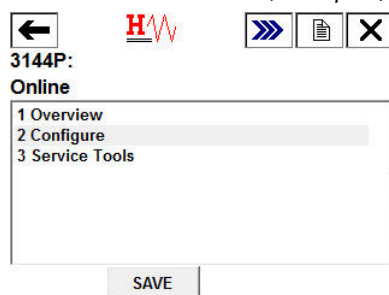 H
3144P:
Online
1 Overview
2 Configure
3 Service Tools
SAVE